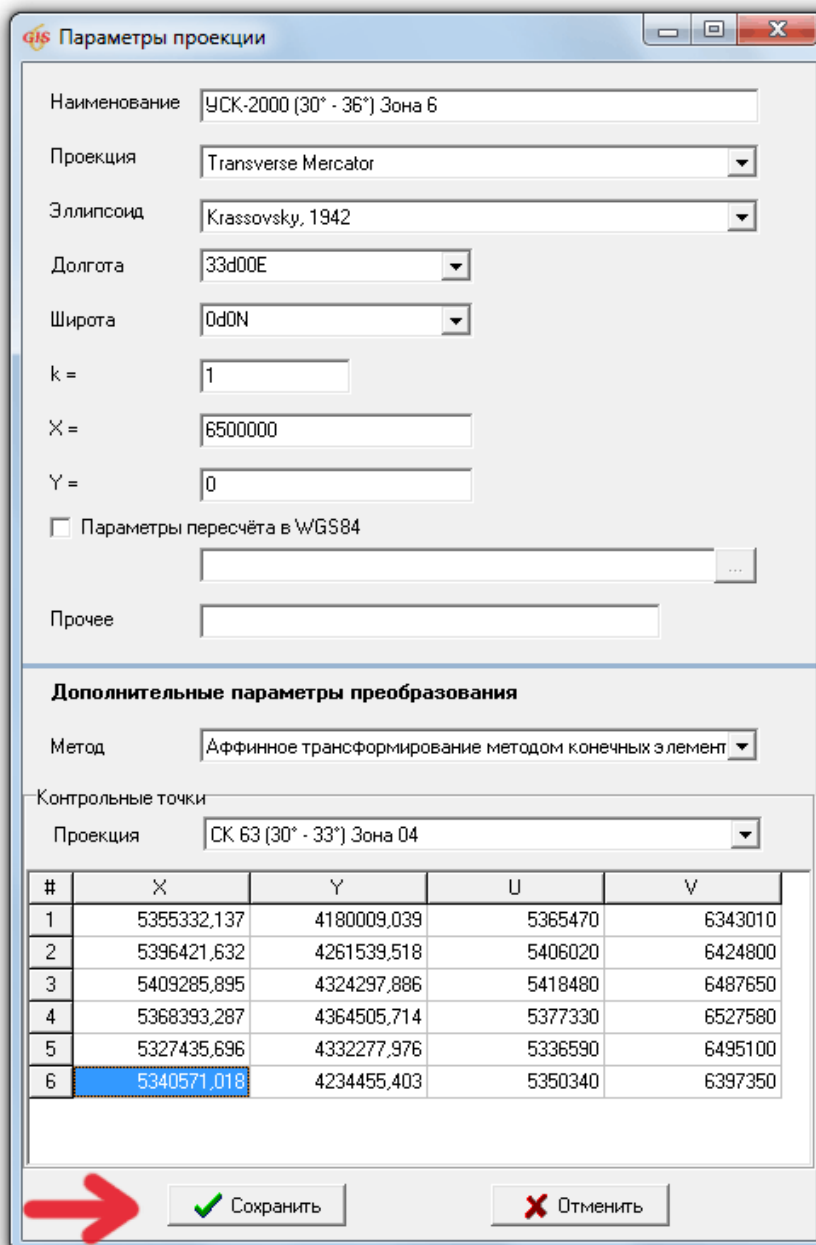 GIS Параметры проекции
Наименование УСК-2000 (30° - 36°) Зона 6
Проекция Transverse Mercator
Эллипсоид Krassovsky, 1942
Долгота 33d00E
Широта 0d0N
k = 1
X = 6500000
Y = 0
Параметры пересчёта в WGS84
...
Прочее
Дополнительные параметры преобразования
Метод Аффинное трансформирование методом конечных элемент
Контрольные точки
Проекция СК 63 (30° - 33°) Зона 04
# X Y U V
1 5355332,137 4180009,039 5365470 6343010
2 5396421,632 4261539,518 5406020 6424800
3 5409285,895 4324297,886 5418480 6487650
4 5368393,287 4364505,714 5377330 6527580
5 5327435,696 4332277,976 5336590 6495100
6 5340571,018 4234455,403 5350340 6397350
Сохранить Отменить